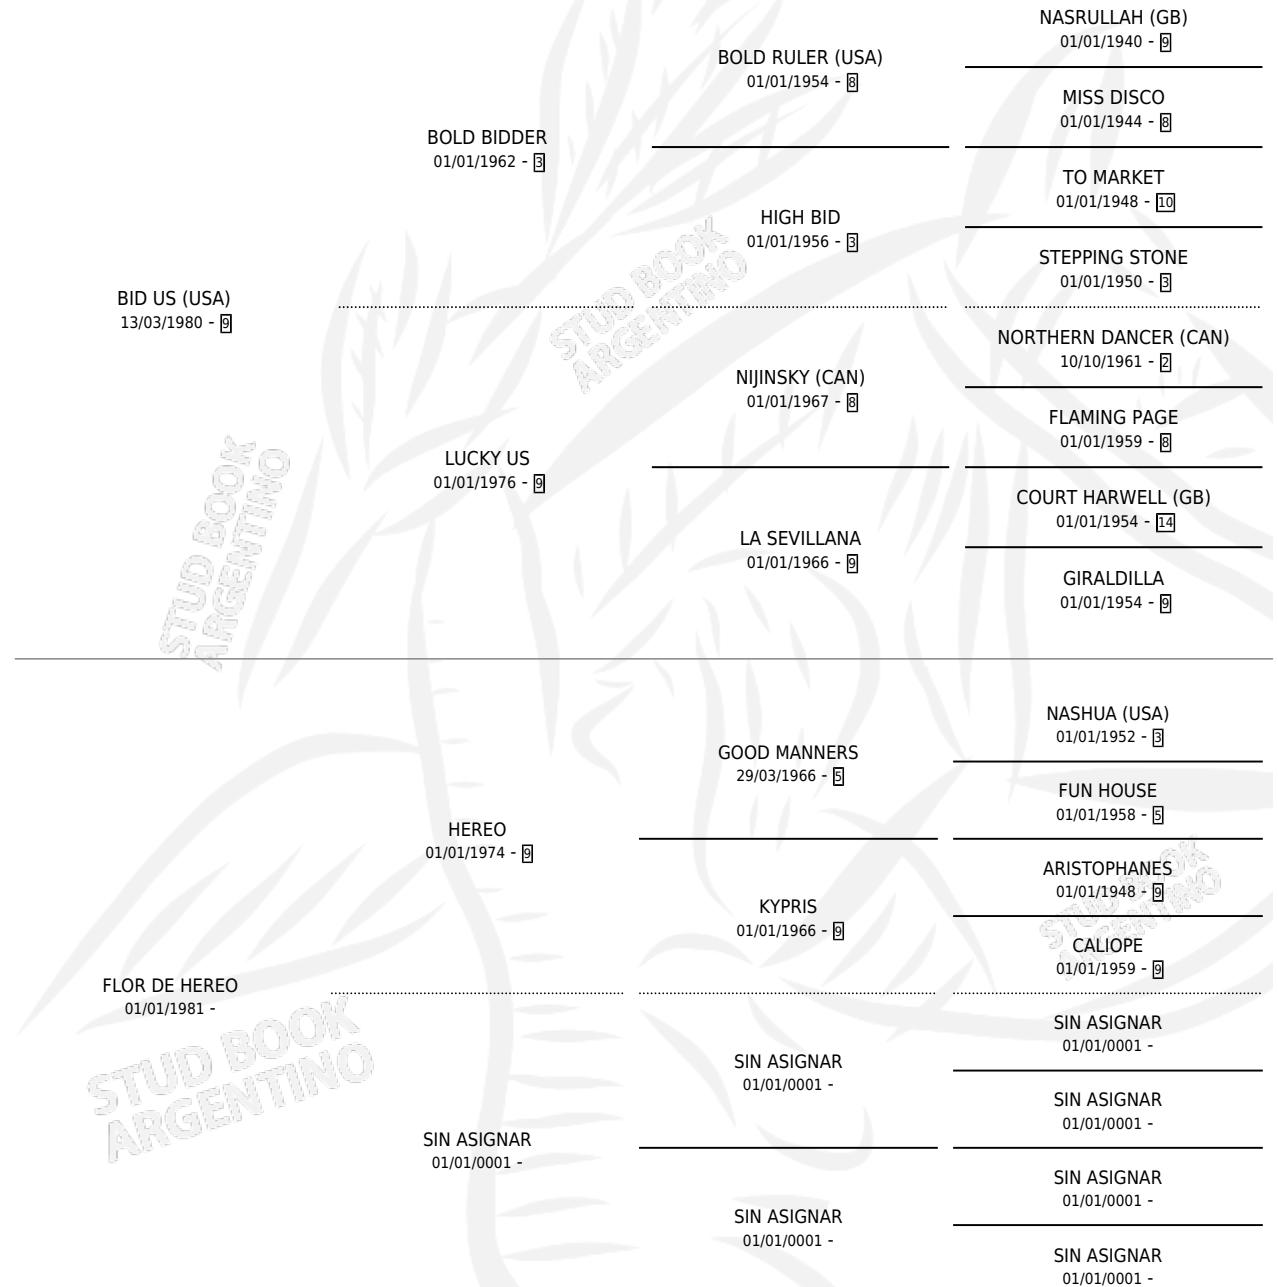 NASRULLAH (GB)
01/01/1940 - 9
BOLD RULER (USA)
01/01/1954 - 8
MISS DISCO
01/01/1944 - 8
BOLD BIDDER
01/01/1962 - 3
TO MARKET
01/01/1948 - 10
HIGH BID
01/01/1956 - 3
STEPPING STONE
01/01/1950 - 3
BID US (USA)
13/03/1980 - 9
NORTHERN DANCER (CAN)
10/10/1961 - 2
NIJINSKY (CAN)
01/01/1967 - 8
FLAMING PAGE
01/01/1959 - 8
LUCKY US
01/01/1976 - 9
COURT HARWELL (GB)
01/01/1954 - 14
LA SEVILLANA
01/01/1966 - 9
GIRALDILLA
01/01/1954 - 9
NASHUA (USA)
01/01/1952 - 3
GOOD MANNERS
29/03/1966 - 5
FUN HOUSE
01/01/1958 - 5
HEREO
01/01/1974 - 9
ARISTOPHANES
01/01/1948 - 9
KYPRIS
01/01/1966 - 9
CALIOPE
01/01/1959 - 9
FLOR DE HEREO
01/01/1981 -
SIN ASIGNAR
01/01/0001 -
SIN ASIGNAR
01/01/0001 -
SIN ASIGNAR
01/01/0001 -
SIN ASIGNAR
01/01/0001 -
SIN ASIGNAR
01/01/0001 -
SIN ASIGNAR
01/01/0001 -
SIN ASIGNAR
01/01/0001 -
STUD BOOK
ARGENTINO
STUD BOOK
ARGENTINO
STUD BOOK
ARGENTINO
STUD BOOK
ARGENTINO